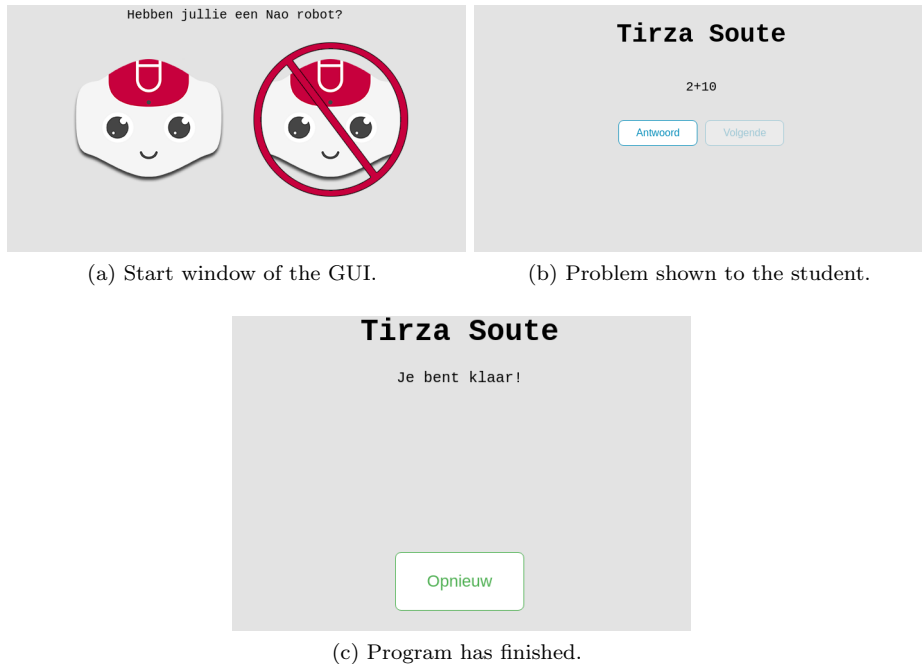 Hebben jullie een Nao robot?
(a) Start window of the GUI.
Tirza Soute
2+10
Antwoord Volgende
(b) Problem shown to the student.
Tirza Soute
Je bent klaar!
Opnieuw
(c) Program has finished.